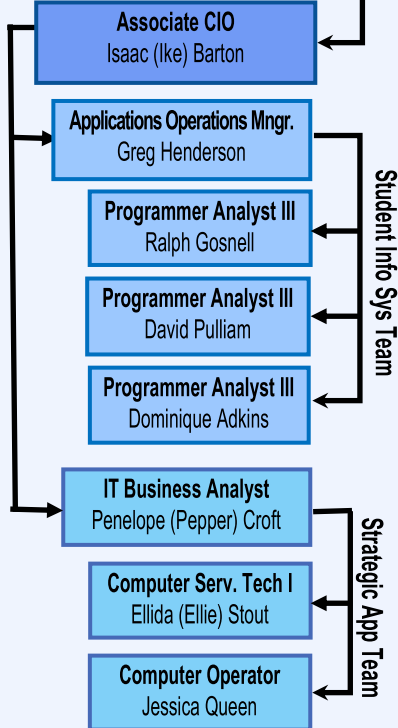 Associate CIO
Isaac (Ike) Barton
Applications Operations Mngr.
Greg Henderson
Programmer Analyst III
Ralph Gosnell
Programmer Analyst III
David Pulliam
Programmer Analyst III
Dominique Adkins
Student Info Sys Team
IT Business Analyst
Penelope (Pepper) Croft
Computer Serv. Tech I
Ellida (Ellie) Stout
Computer Operator
Jessica Queen
Strategic App Team